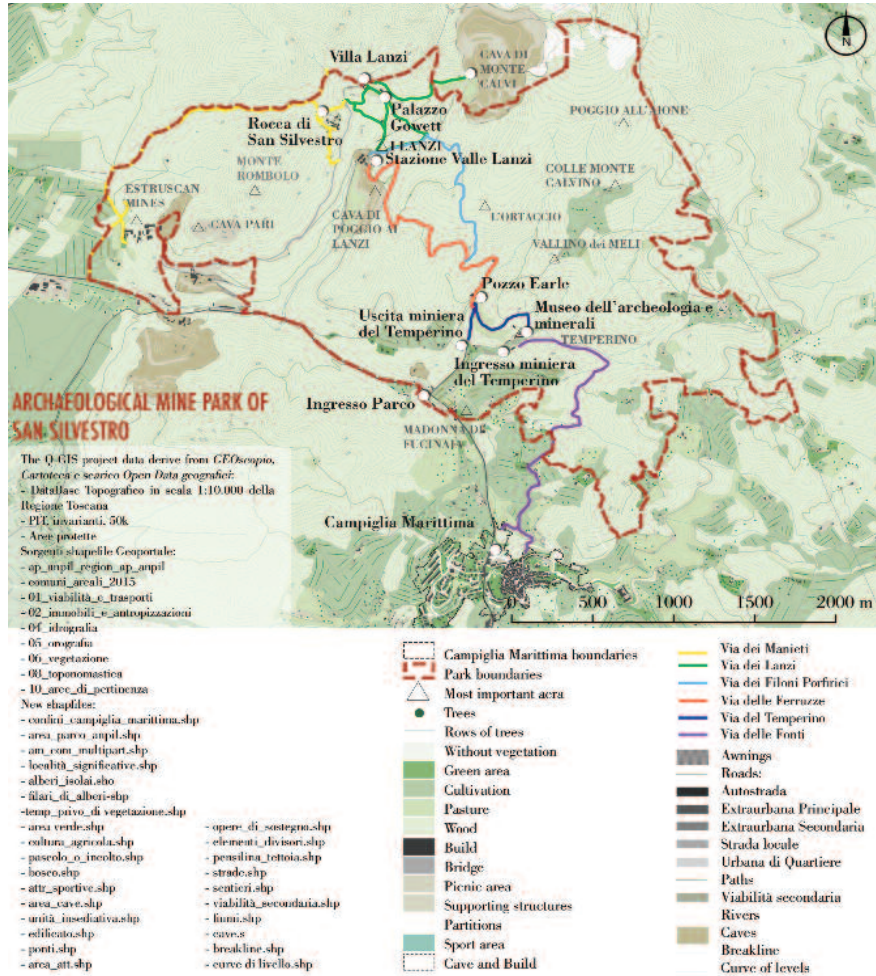 N
Villa Lanzi
CAVA DI
MONTE
CALVI
POGGIO ALL'AIONE
Rocca di
San Silvestro
Palazzo
Gowett
I LANZI
Stazione Valle Lanzi
MONTE
ROMBOLO
COLLE MONTE
CALVINO
ESTRUSCAN
MINES
CAVA PARI
CAVA DI
POGGIO AI
LANZI
L'ORTACCIO
VALLINO dei MELI
Pozzo Earle
Uscita miniera
del Temperino
Museo dell'archeologia e
minerali
TEMPERINO
Ingresso miniera
del Temperino
Ingresso Parco
MADONNA DI
FUCINAIA
ARCHAEOLOGICAL MINE PARK OF
SAN SILVESTRO
The Q-GIS project data derive from GEOscopio,
Cartoteca e scarico Open Data geografici:
- DataBase Topografico in scala 1:10.000 della
Regione Toscana
- PIT, invarianti, 50k
- Aree protette
Sorgenti shapefile Geoportale:
- ap_anpil_region_ap_anpil
- comuni_areali_2015
- 01_viabilità_e_trasporti
- 02_immobili_e_antropizzazioni
- 04_idrografia
- 05_orografia
- 06_vegetazione
- 08_toponomastica
- 10_aree_di_pertinenza
New shapfiles:
- confini_campiglia_marittima.shp
- area_parco_anpil.shp
- am_com_multipart.shp
- località_significative.shp
- alberi_isolai.sho
- filari_di_alberi-shp
-temp_privo_di vegetazione.shp
- area verde.shp
- coltura_agricola.shp
- pascolo_o_incolto.shp
- bosco.shp
- attr_sportive.shp
- area_cave.shp
- unità_insediativa.shp
- edificato.shp
- ponti.shp
- area_att.shp
- opere_di_sostegno.shp
- elementi_divisori.shp
- pensilina_tettoia.shp
- strade.shp
- sentieri.shp
- viabilità_secondaria.shp
- fiumi.shp
- cave.s
- breakline.shp
- curve di livello.shp
Campiglia Marittima
0 500 1000 1500 2000 m
Campiglia Marittima boundaries
Park boundaries
Most important acra
Trees
Rows of trees
Without vegetation
Green area
Cultivation
Pasture
Wood
Build
Bridge
Picnic area
Supporting structures
Partitions
Sport area
Cave and Build
Via dei Manieti
Via dei Lanzi
Via dei Filoni Porfirici
Via delle Ferruzze
Via del Temperino
Via delle Fonti
Awnings
Roads:
Autostrada
Extraurbana Principale
Extraurbana Secondaria
Strada locale
Urbana di Quartiere
Paths
Viabilità secondaria
Rivers
Caves
Breakline
Curve of levels